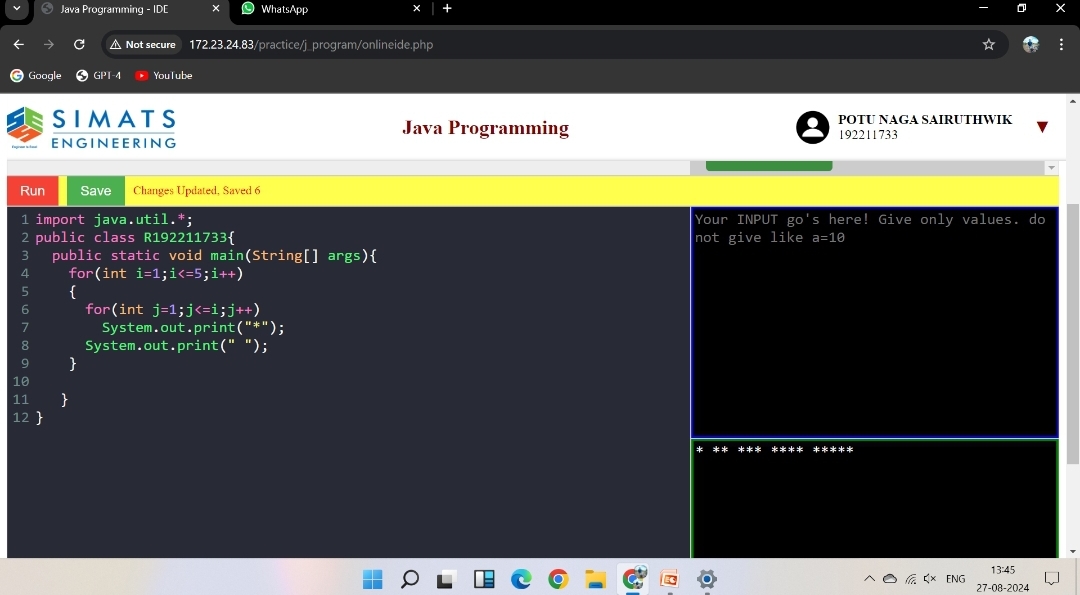 Java Programming - IDE
WhatsApp
Not secure
172.23.24.83/practice/j_program/onlineide.php
Google
GPT-4
YouTube
SIMATS
ENGINEERING
Java Programming
POTU NAGA SAIRUTHWIK
192211733
Run
Save
Changes Updated, Saved 6
1 import java.util.*;
2 public class R192211733{
3 public static void main(String[] args){
4 for(int i=1;i<=5;i++)
5 {
6 for(int j=1;j<=i;j++)
7 System.out.print("*");
8 System.out.print(" ");
9 }
10
11 }
12 }
Your INPUT go's here! Give only values. do
not give like a=10
* ** *** **** *****
ENG
13:45
27-08-2024